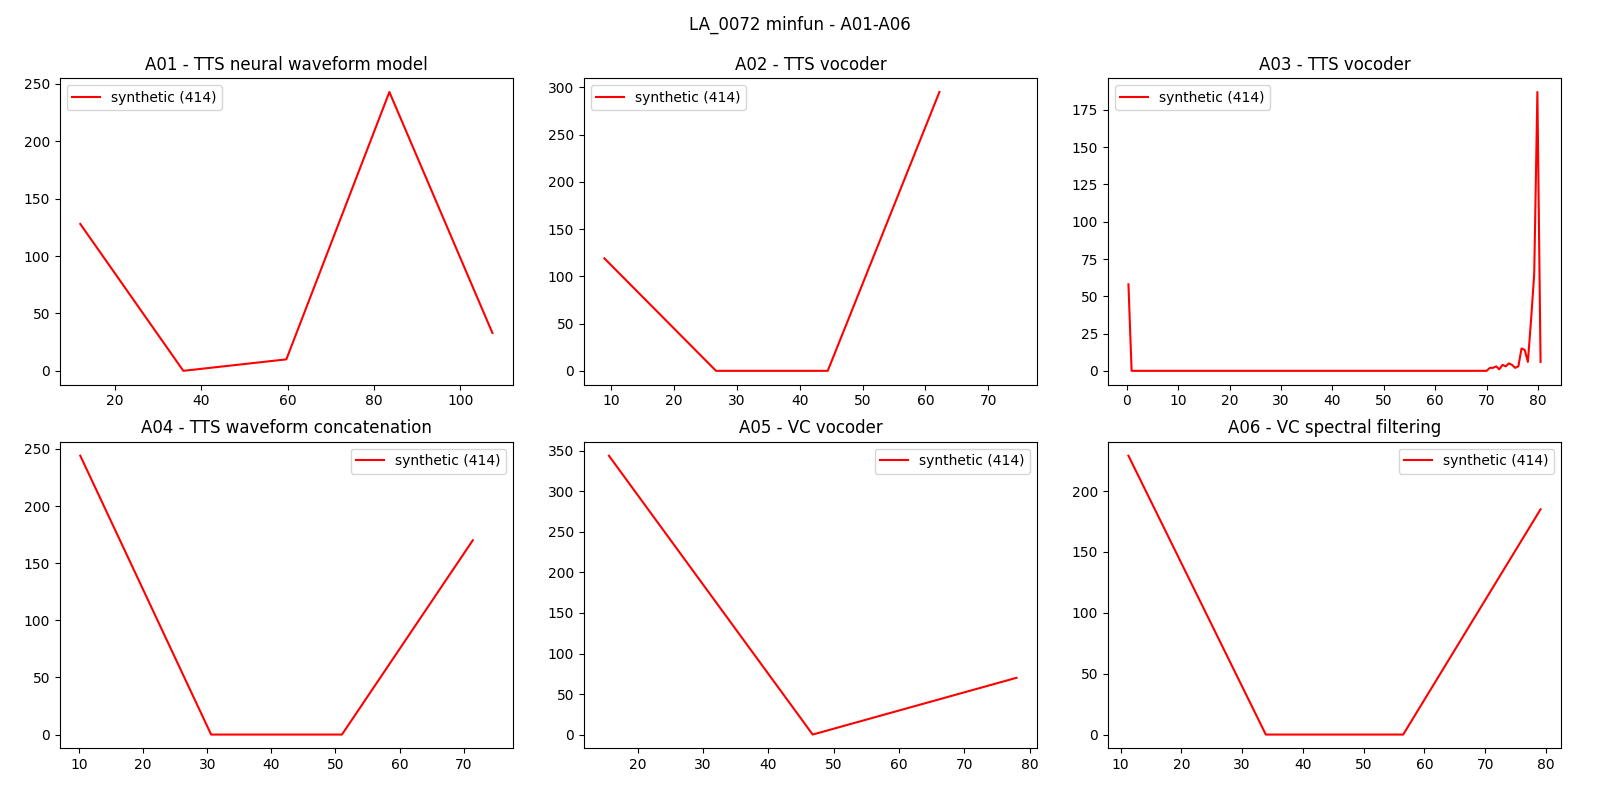 LA_0072 minfun - A01-A06
A01 - TTS neural waveform model
synthetic (414)
250
200
150
100
50
0
20 40 60 80 100
A02 - TTS vocoder
synthetic (414)
300
250
200
150
100
50
0
10 20 30 40 50 60 70
A03 - TTS vocoder
synthetic (414)
175
150
125
100
75
50
25
0
0 10 20 30 40 50 60 70 80
A04 - TTS waveform concatenation
synthetic (414)
250
200
150
100
50
0
10 20 30 40 50 60 70
A05 - VC vocoder
synthetic (414)
350
300
250
200
150
100
50
0
20 30 40 50 60 70 80
A06 - VC spectral filtering
synthetic (414)
200
150
100
50
0
10 20 30 40 50 60 70 80